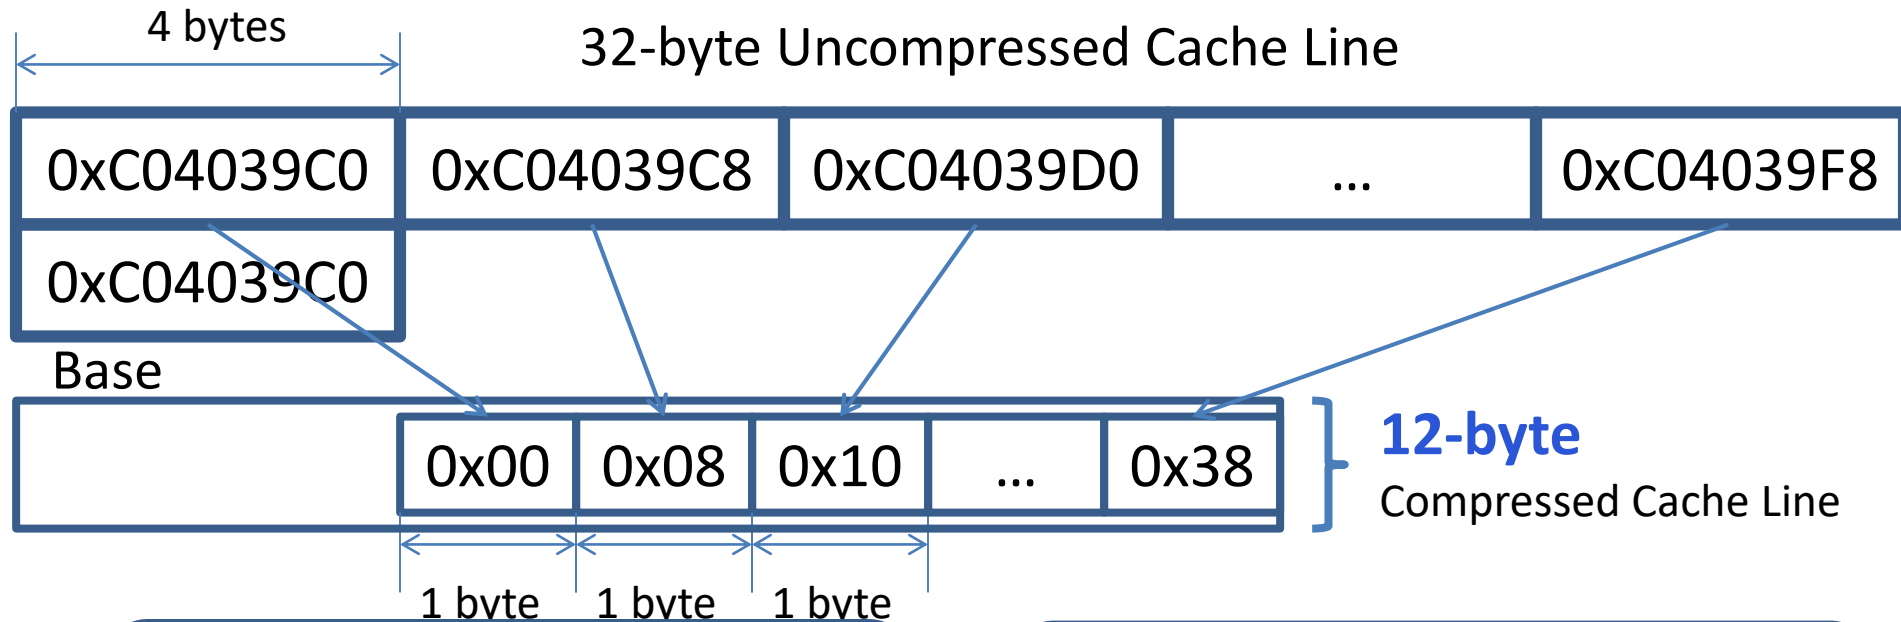 4 bytes
32-byte Uncompressed Cache Line
0xC04039C0 0xC04039C8 0xC04039D0 ... 0xC04039F8
0xC04039C0
Base
0x00 0x08 0x10 ... 0x38
12-byte
Compressed Cache Line
1 byte 1 byte 1 byte